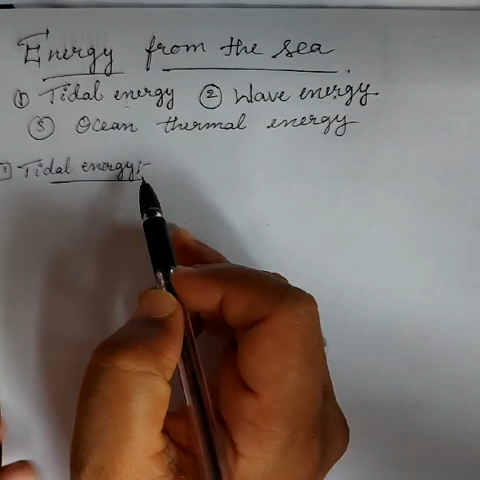 Energy from the sea.
① Tidal energy ② Wave energy
③ Ocean thermal energy
1 Tidal energy:-